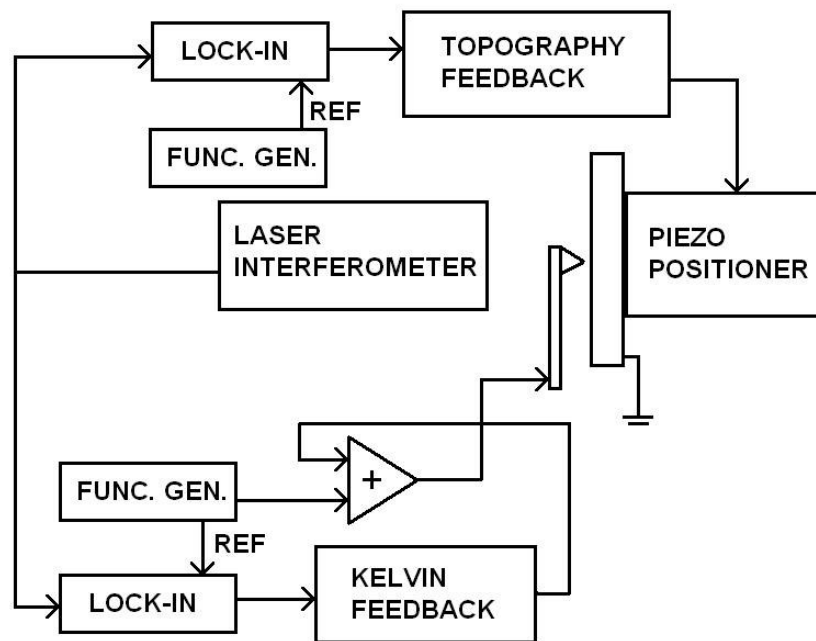 LOCK-IN
TOPOGRAPHY
FEEDBACK
REF
FUNC. GEN.
LASER
INTERFEROMETER
PIEZO
POSITIONER
+
FUNC. GEN.
REF
LOCK-IN
KELVIN
FEEDBACK